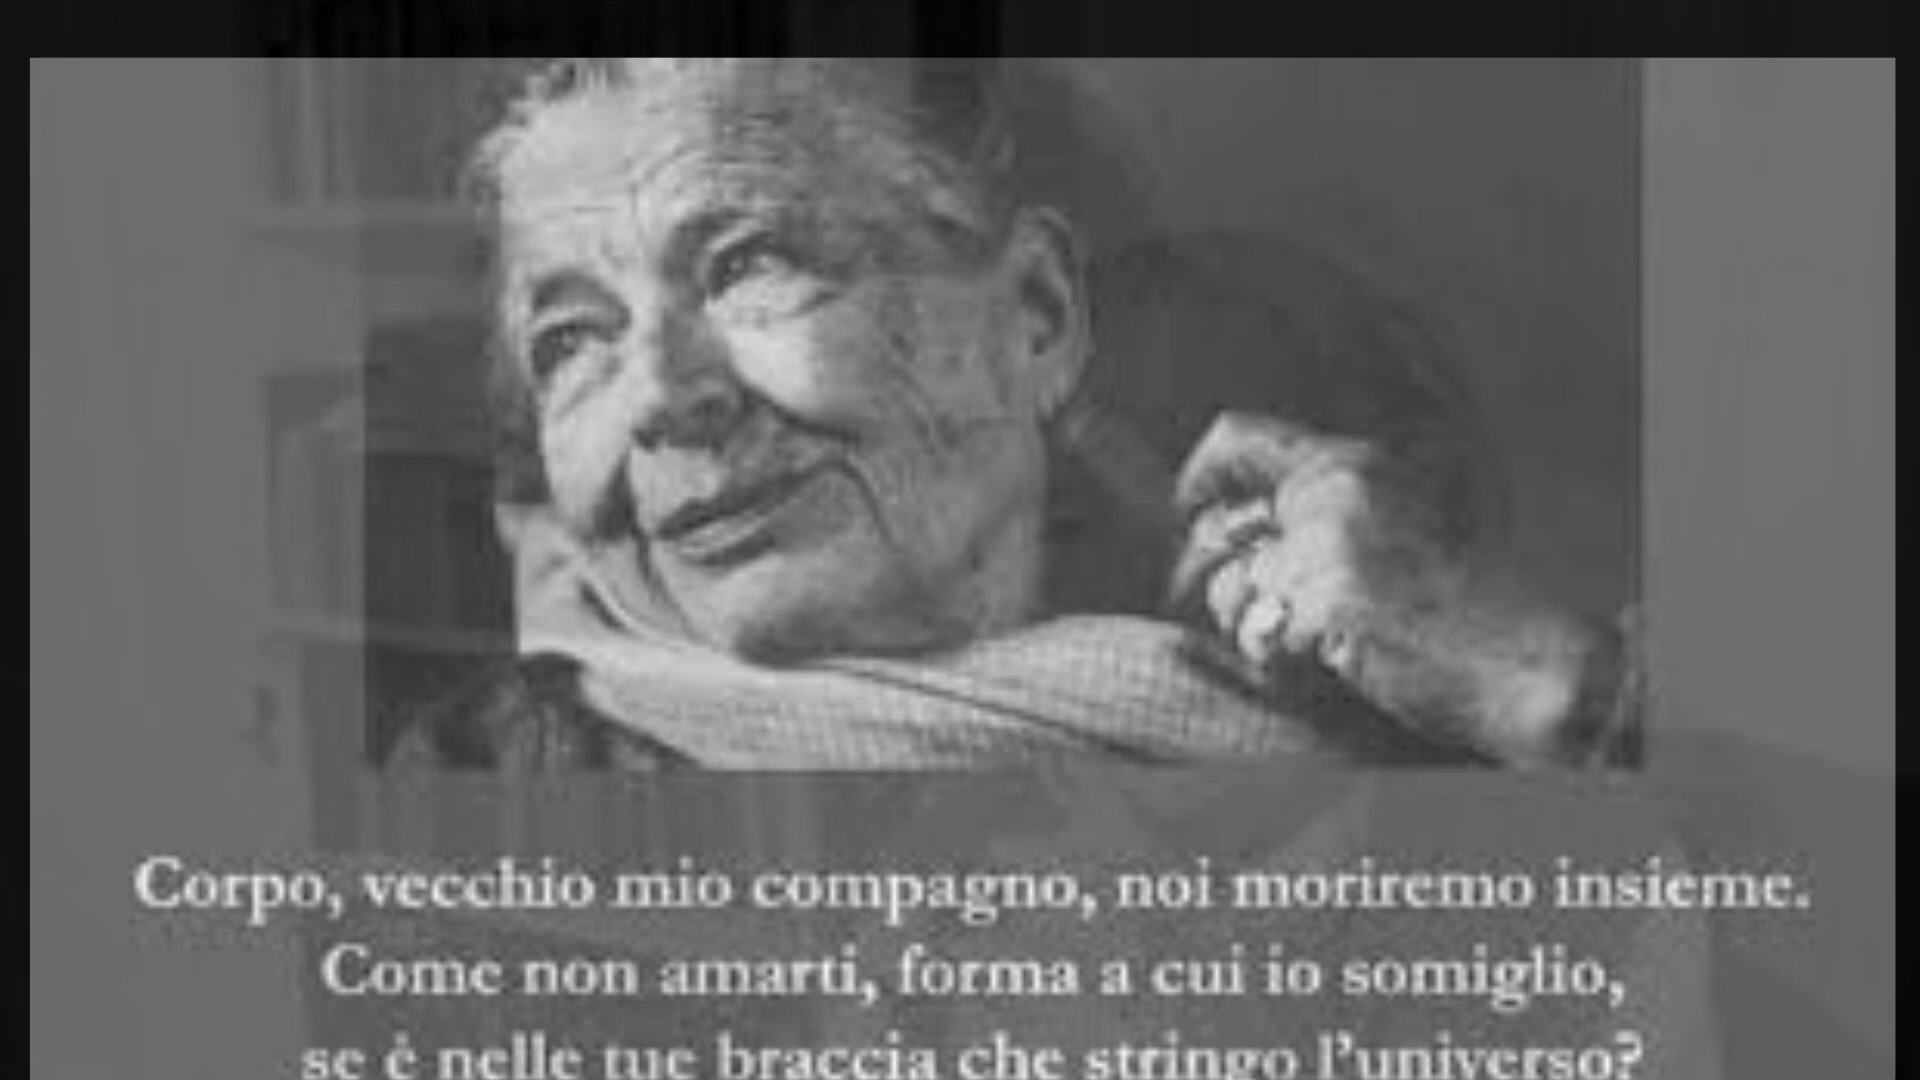 Corpo, vecchio mio compagno, noi moriremo insieme.
Come non amarti, forma a cui io somiglio,
se è nelle tue braccia che stringo l'universo?